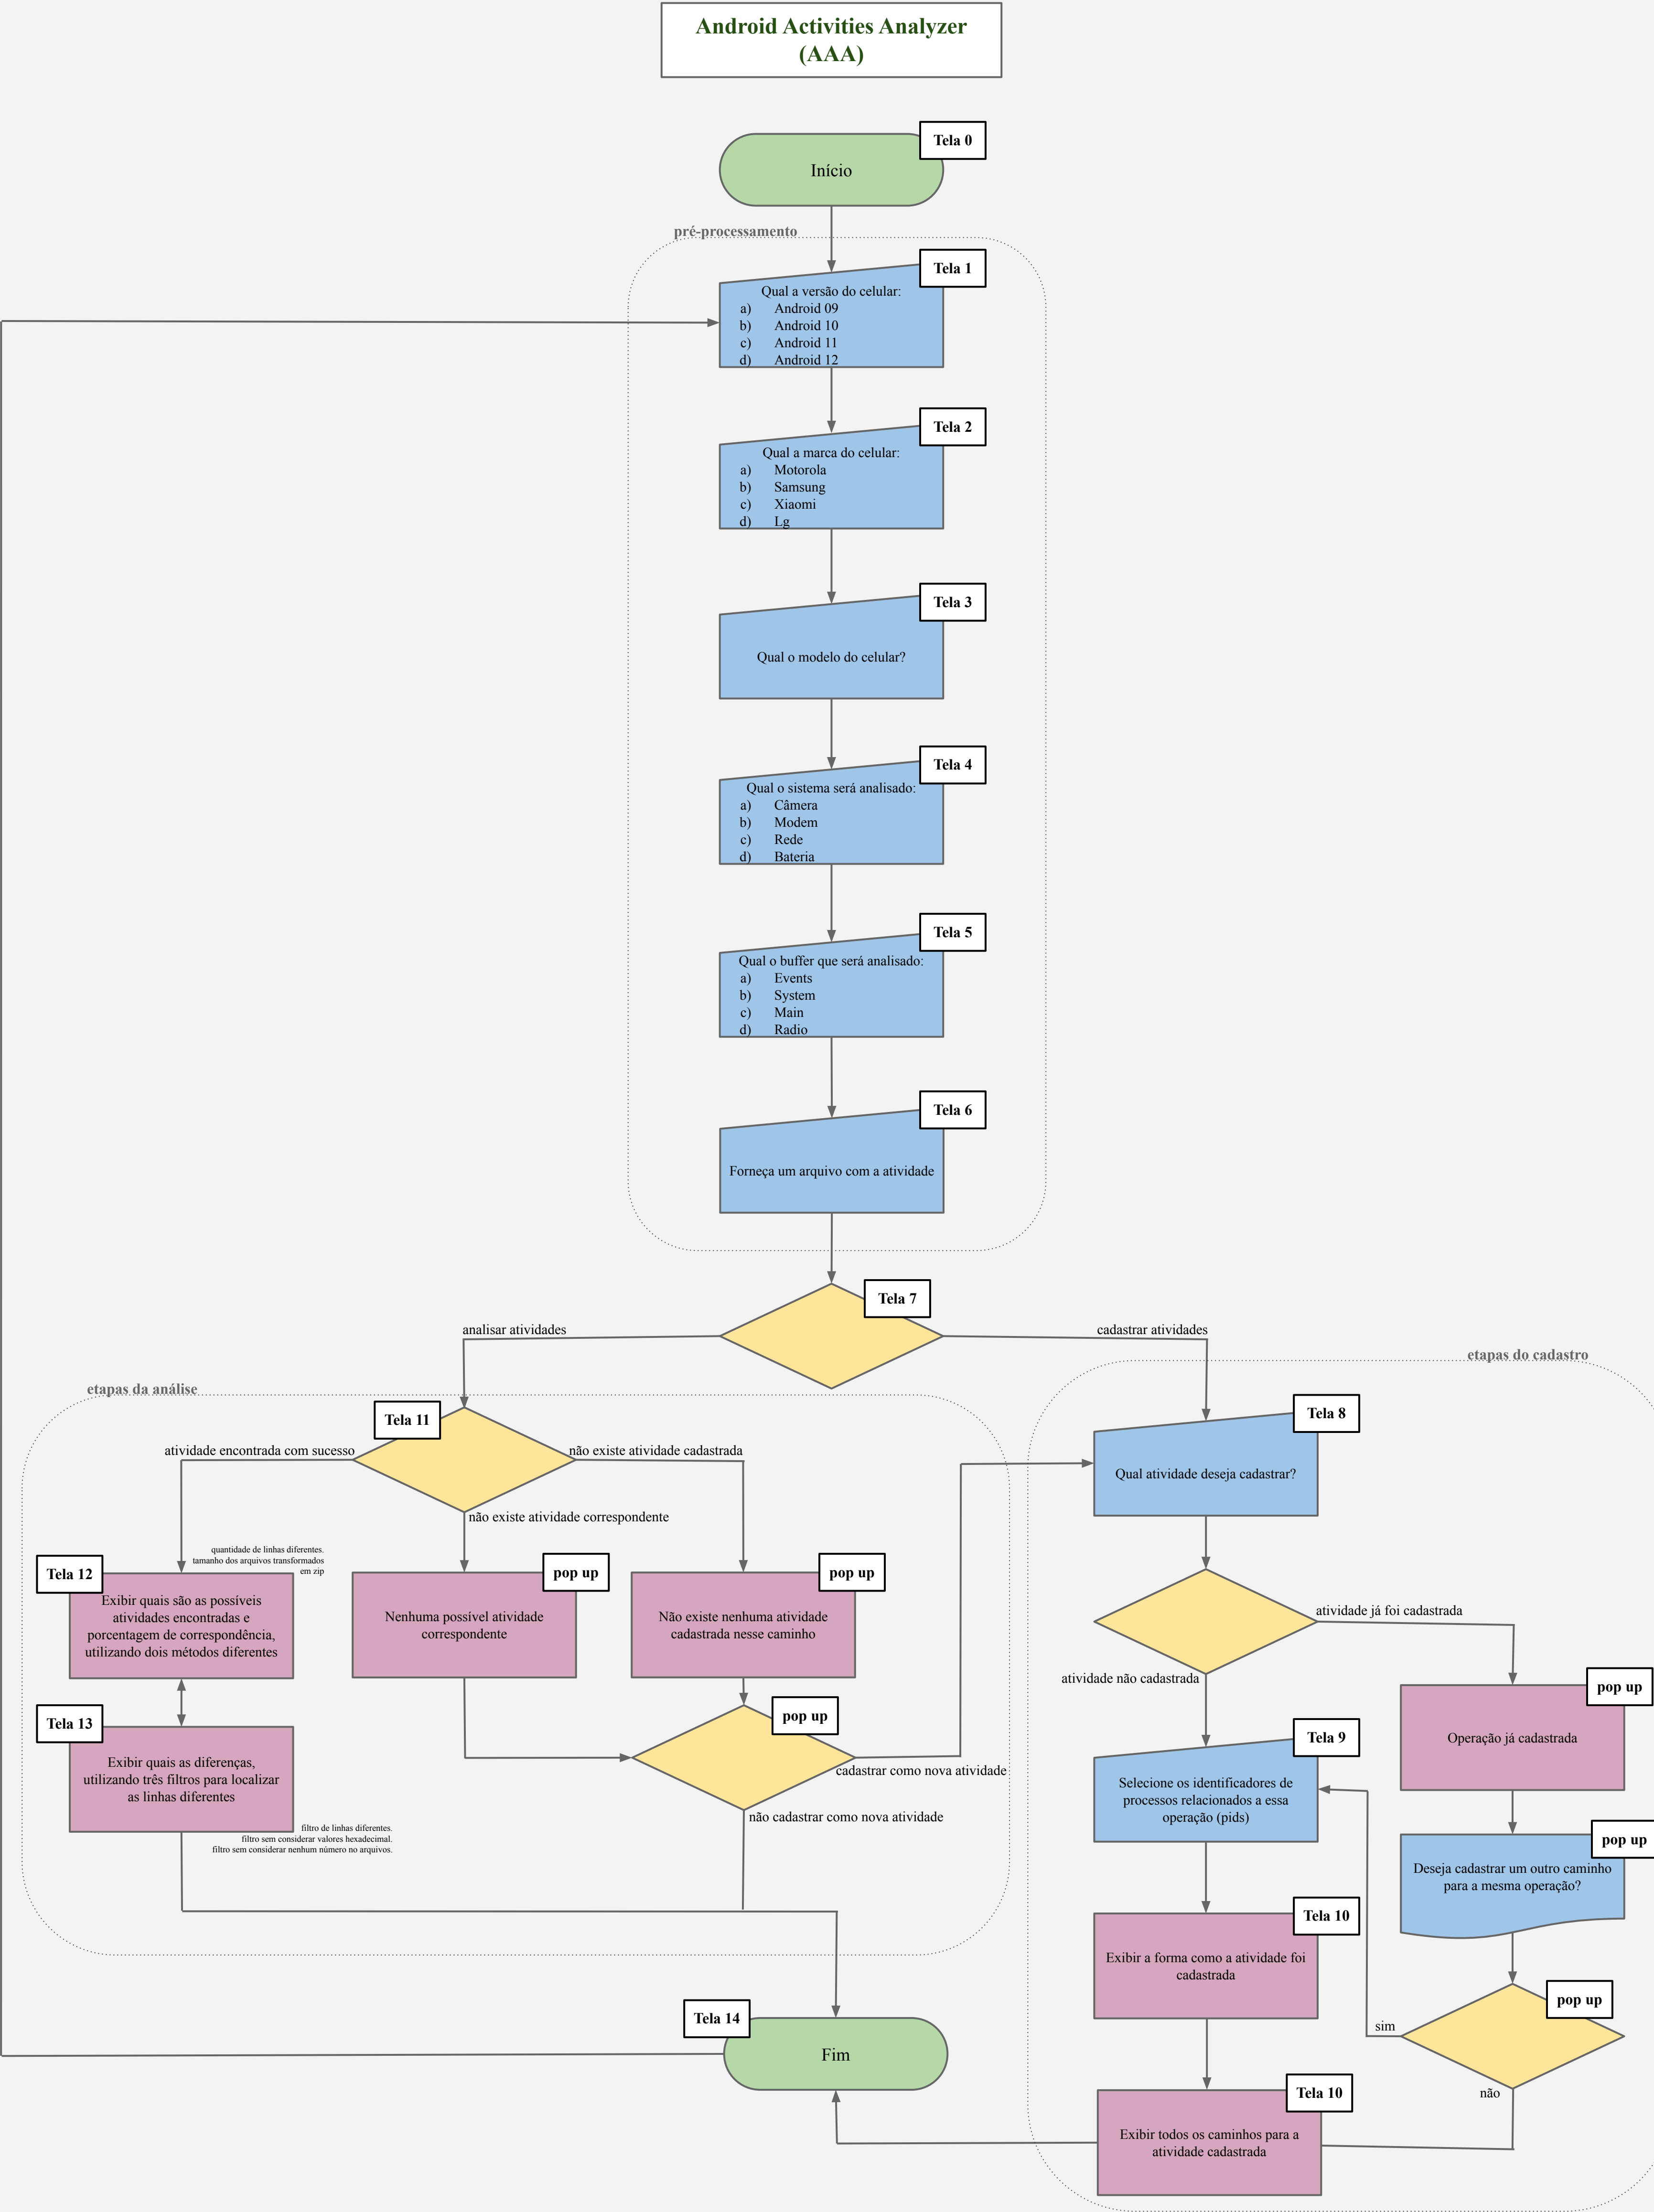 Android Activities Analyzer
(AAA)
Tela 0
Início
pré-processamento
Tela 1
Qual a versão do celular:
a) Android 09
b) Android 10
c) Android 11
d) Android 12
Tela 2
Qual a marca do celular:
a) Motorola
b) Samsung
c) Xiaomi
d) Lg
Tela 3
Qual o modelo do celular?
Tela 4
Qual o sistema será analisado:
a) Câmera
b) Modem
c) Rede
d) Bateria
Tela 5
Qual o buffer que será analisado:
a) Events
b) System
c) Main
d) Radio
Tela 6
Forneça um arquivo com a atividade
Tela 7
analisar atividades
cadastrar atividades
etapas da análise
Tela 11
atividade encontrada com sucesso
não existe atividade cadastrada
não existe atividade correspondente
quantidade de linhas diferentes.
tamanho dos arquivos transformados
em zip
Tela 12
Exibir quais são as possíveis
atividades encontradas e
porcentagem de correspondência,
utilizando dois métodos diferentes
pop up
Nenhuma possível atividade
correspondente
pop up
Não existe nenhuma atividade
cadastrada nesse caminho
Tela 13
Exibir quais as diferenças,
utilizando três filtros para localizar
as linhas diferentes
filtro de linhas diferentes.
filtro sem considerar valores hexadecimal.
filtro sem considerar nenhum número no arquivos.
pop up
cadastrar como nova atividade
não cadastrar como nova atividade
etapas do cadastro
Tela 8
Qual atividade deseja cadastrar?
atividade já foi cadastrada
atividade não cadastrada
pop up
Operação já cadastrada
Tela 9
Selecione os identificadores de
processos relacionados a essa
operação (pids)
pop up
Deseja cadastrar um outro caminho
para a mesma operação?
Tela 10
Exibir a forma como a atividade foi
cadastrada
pop up
sim
não
Tela 10
Exibir todos os caminhos para a
atividade cadastrada
Tela 14
Fim